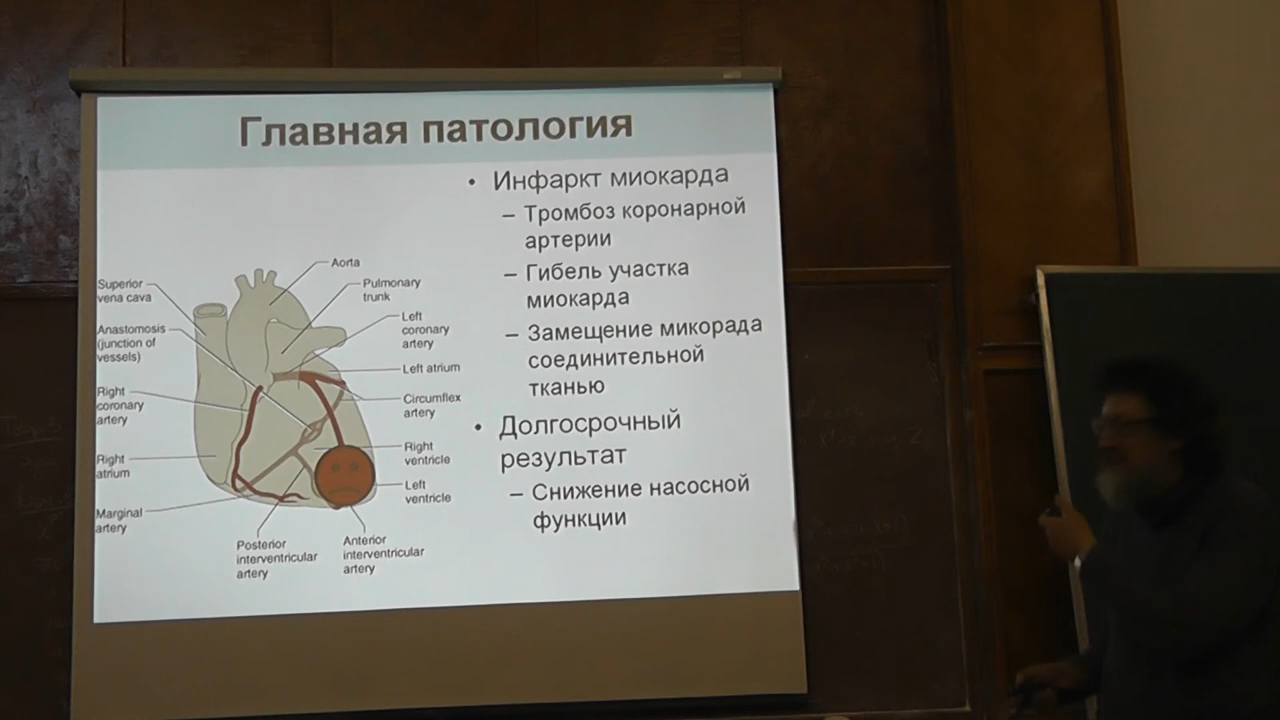 Главная патология
• Инфаркт миокарда
– Тромбоз коронарной
артерии
– Гибель участка
миокарда
– Замещение микорада
соединительной
тканью
• Долгосрочный
результат
– Снижение насосной
функции
Aorta
Superior
vena cava
Pulmonary
trunk
Anastomosis
(junction of
vessels)
Left
coronary
artery
Left atrium
Right
coronary
artery
Circumflex
artery
Right
ventricle
Right
atrium
Left
ventricle
Marginal
artery
Posterior
interventricular
artery
Anterior
interventricular
artery